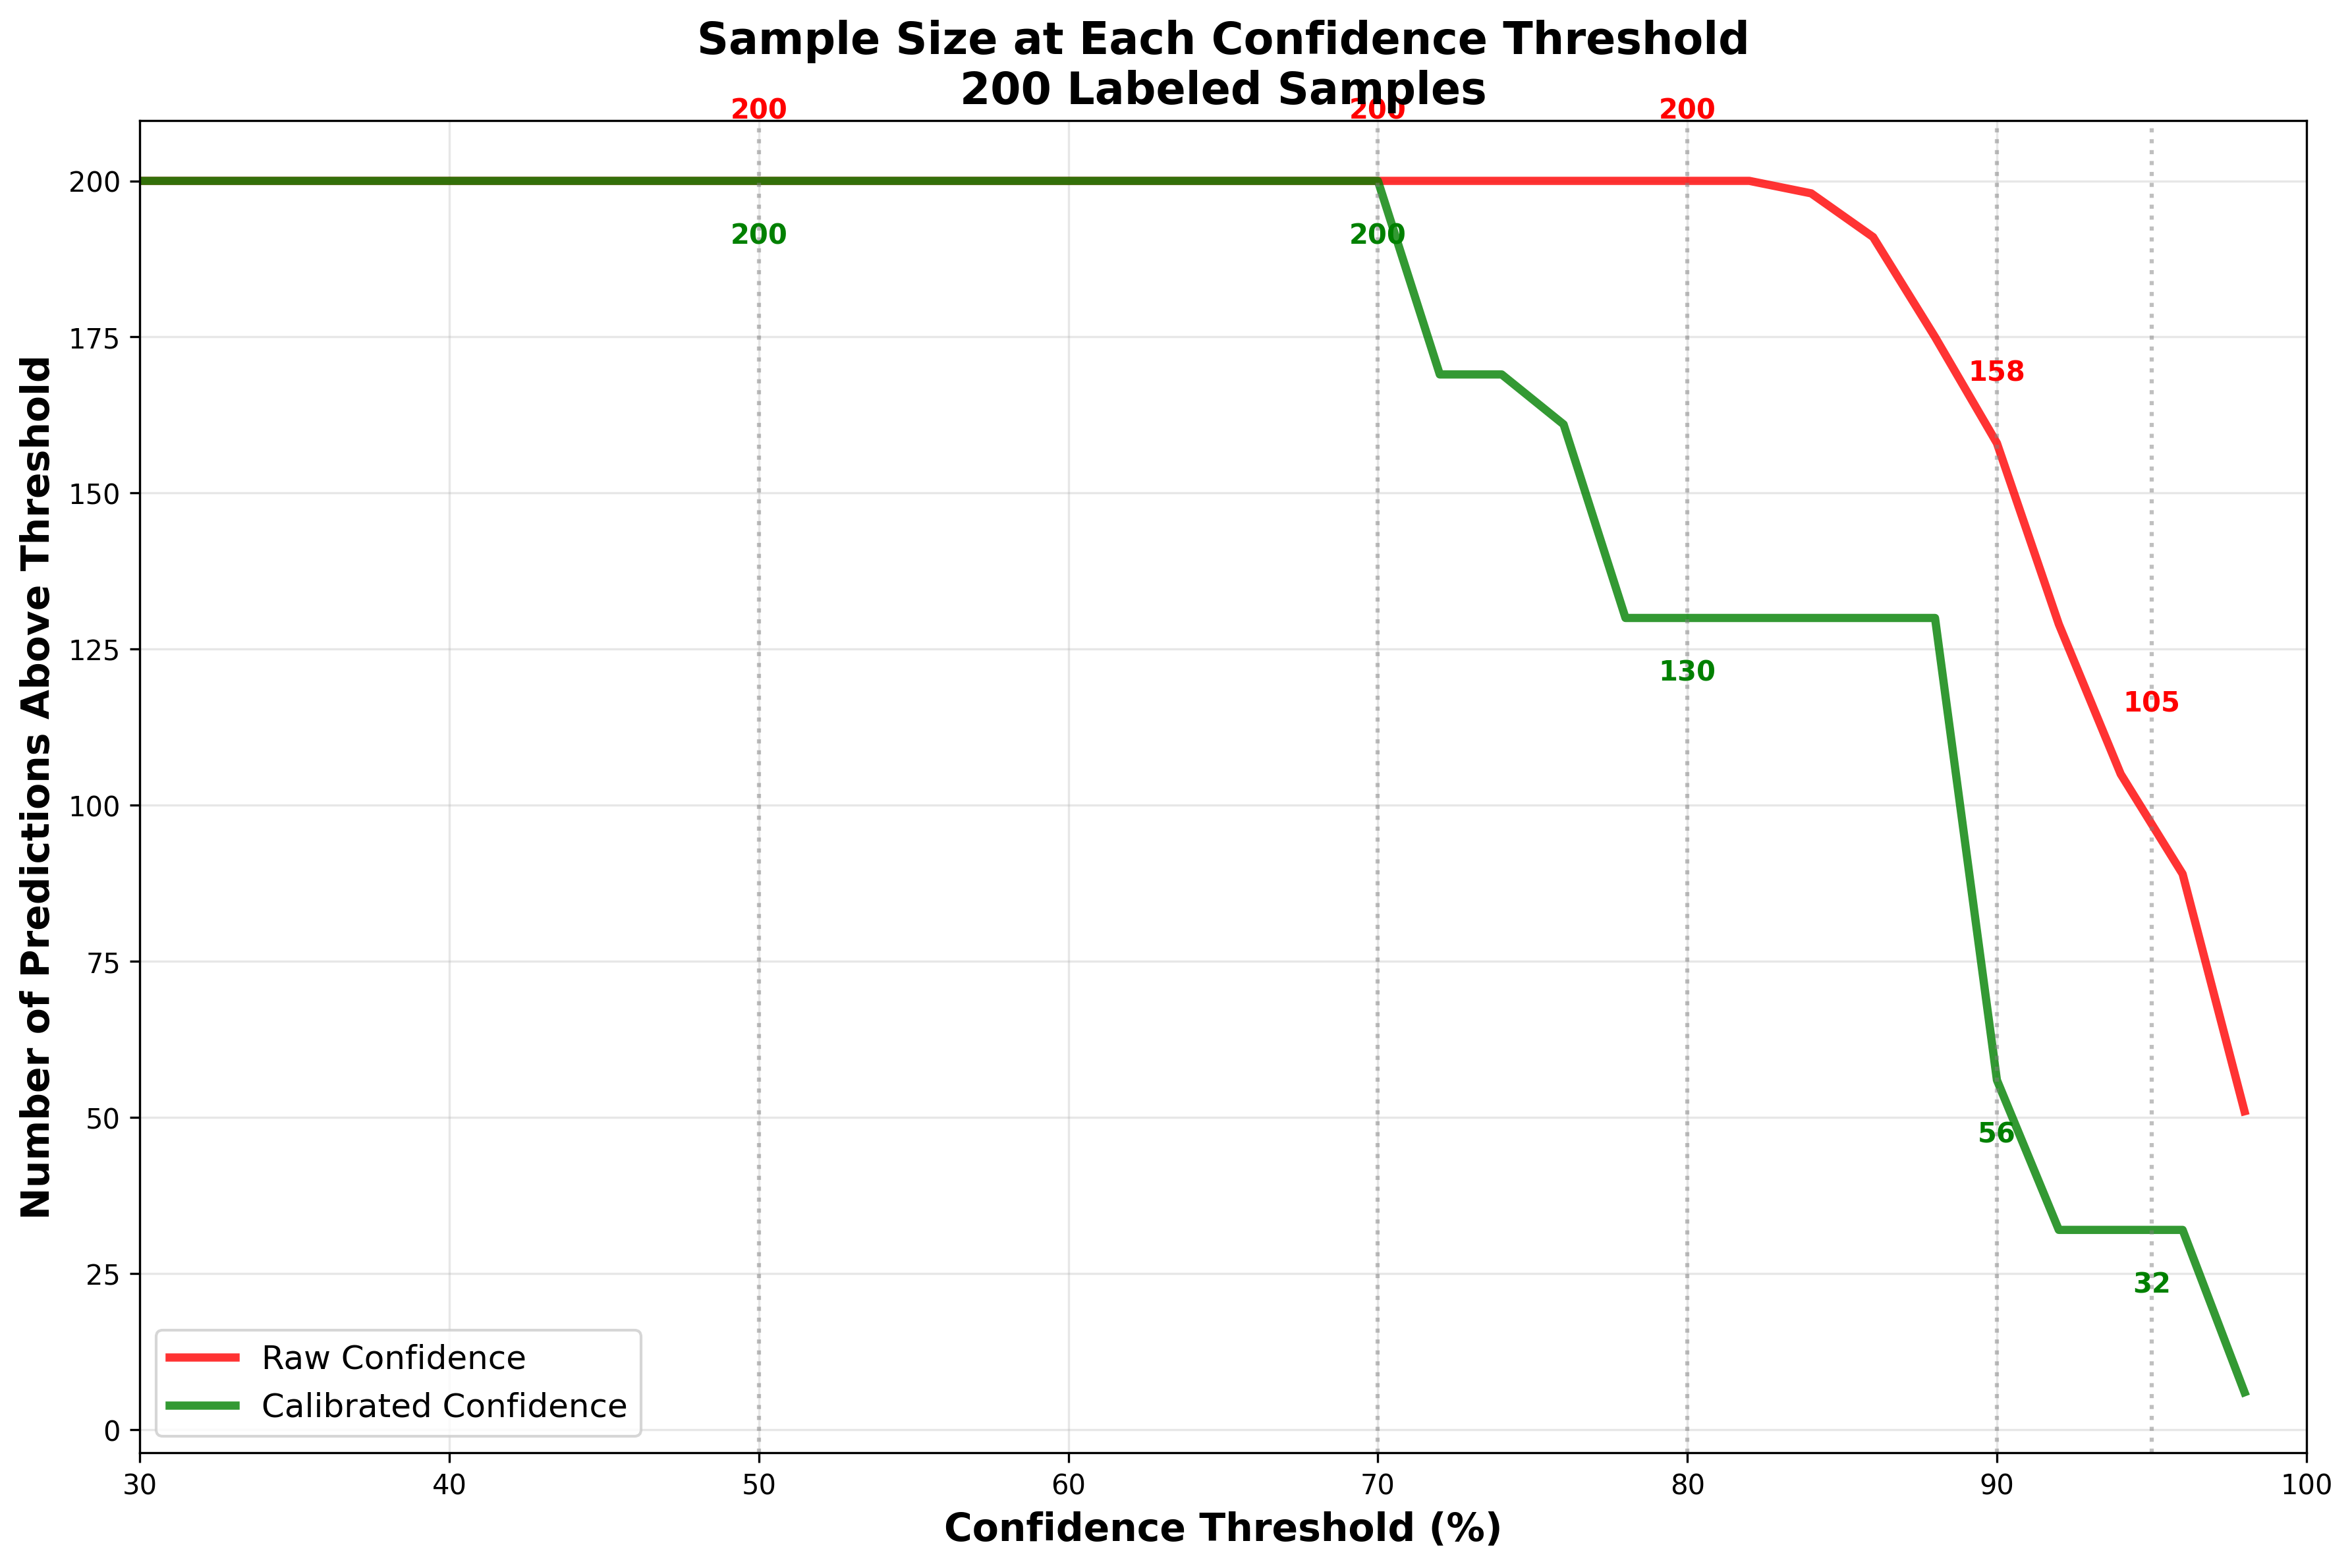 Sample Size at Each Confidence Threshold
200 Labeled Samples
200 200 200
200
200 200
175
158
150
125
130
105
100
75
50
56
25
32
0
Number of Predictions Above Threshold
Raw Confidence
Calibrated Confidence
30 40 50 60 70 80 90 100
Confidence Threshold (%)